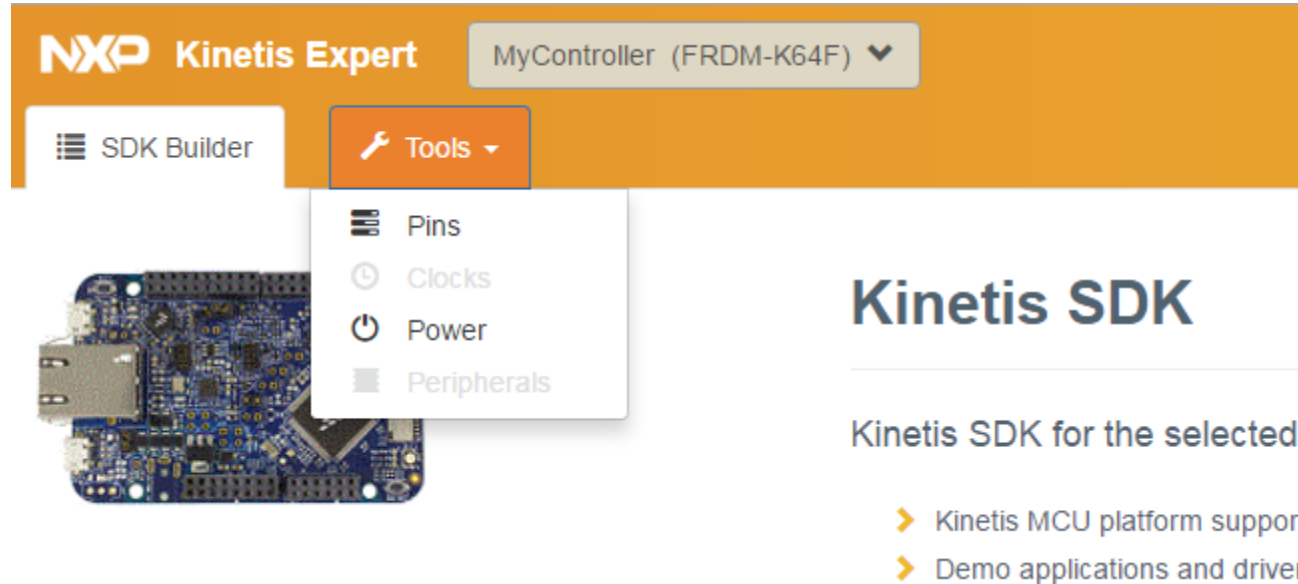 NXP Kinetis Expert MyController (FRDM-K64F)
SDK Builder Tools
Pins
Clocks
Power
Peripherals
Kinetis SDK
Kinetis SDK for the selected
Kinetis MCU platform suppor
Demo applications and driver